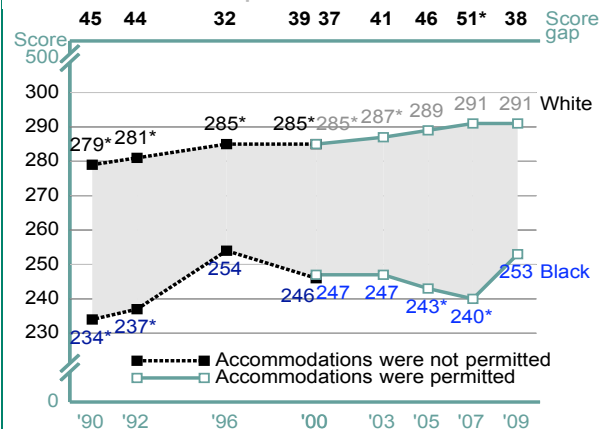 45 44 32 39 37 41 46 51* 38 Score gap
Score
500
300
290
280
270
260
250
240
230
0
279* 281* 285* 285* 285* 287* 289 291 291 White
234* 237* 254 246 247 247 243* 240* 253 Black
Accommodations were not permitted
Accommodations were permitted
'90 '92 '96 '00 '03 '05 '07 '09